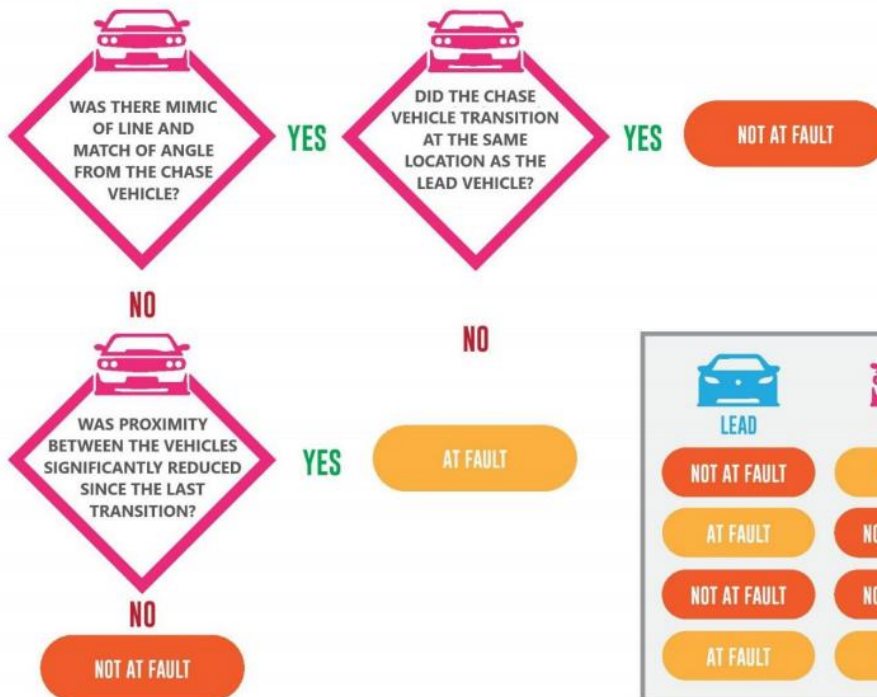 WAS THERE MIMIC
OF LINE AND
MATCH OF ANGLE
FROM THE CHASE
VEHICLE?
YES
DID THE CHASE
VEHICLE TRANSITION
AT THE SAME
LOCATION AS THE
LEAD VEHICLE?
YES
NOT AT FAULT
NO
NO
WAS PROXIMITY
BETWEEN THE VEHICLES
SIGNIFICANTLY REDUCED
SINCE THE LAST
TRANSITION?
YES
AT FAULT
NO
NOT AT FAULT
LEAD
NOT AT FAULT
AT FAULT
NOT AT FAULT
AT FAULT